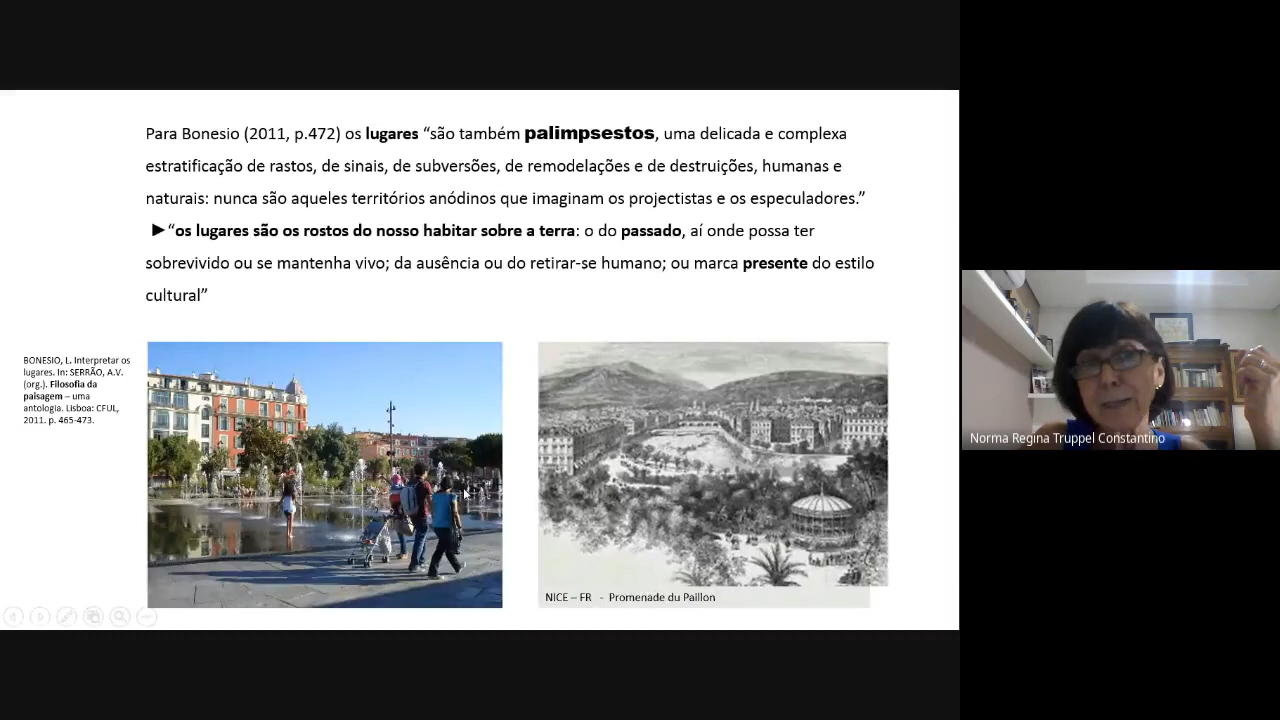 Para Bonesio (2011, p.472) os lugares “são também palimpsestos, uma delicada e complexa
estratificação de rastos, de sinais, de subversões, de remodelações e de destruições, humanas e
naturais: nunca são aqueles territórios anódinos que imaginam os projectistas e os especuladores.”
►“os lugares são os rostos do nosso habitar sobre a terra: o do passado, aí onde possa ter
sobrevivido ou se mantenha vivo; da ausência ou do retirar-se humano; ou marca presente do estilo
cultural”
BONESIO, L. Interpretar os
lugares. In: SERRÃO, A.V.
(org.). Filosofia da
paisagem – uma
antologia. Lisboa: CFUL,
2011. p. 465-473.
NICE – FR - Promenade du Paillon
Norma Regina Truppel Constantino